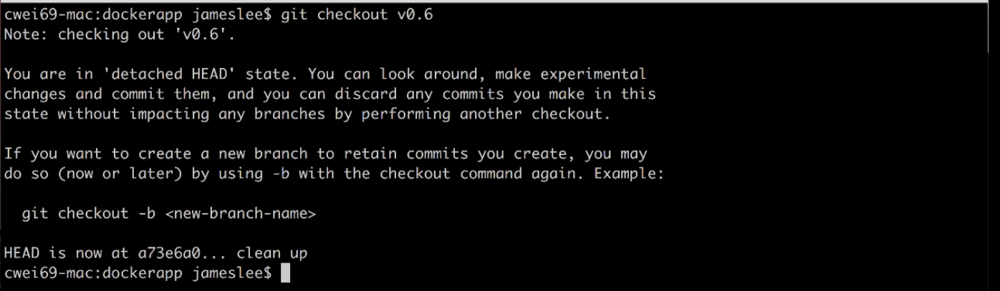 cwei69-mac:dockerapp jameslee$ git checkout v0.6
Note: checking out 'v0.6'.
You are in 'detached HEAD' state. You can look around, make experimental
changes and commit them, and you can discard any commits you make in this
state without impacting any branches by performing another checkout.
If you want to create a new branch to retain commits you create, you may
do so (now or later) by using -b with the checkout command again. Example:
git checkout -b <new-branch-name>
HEAD is now at a73e6a0... clean up
cwei69-mac:dockerapp jameslee$